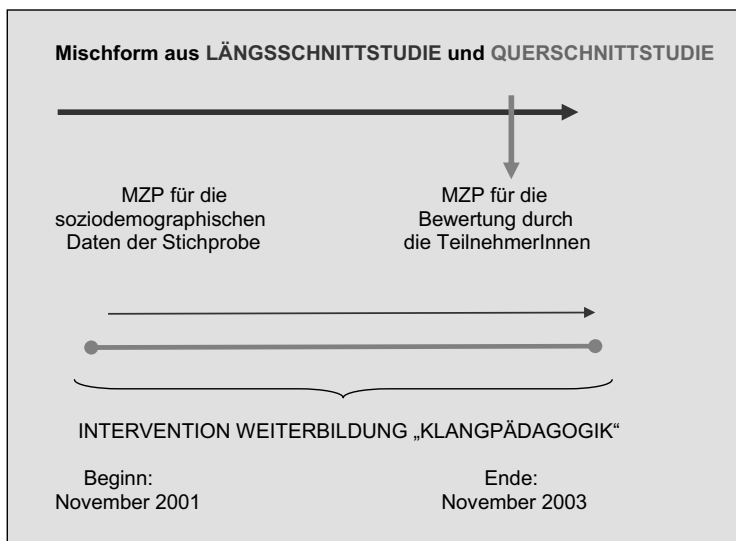 Mischform aus LÄNGSSCHNITTSTUDIE und QUERSCHNITTSTUDIE
MZP für die
soziodemographischen
Daten der Stichprobe
MZP für die
Bewertung durch
die TeilnehmerInnen
INTERVENTION WEITERBILDUNG „KLANGPÄDAGOGIK“
Beginn:
November 2001
Ende:
November 2003